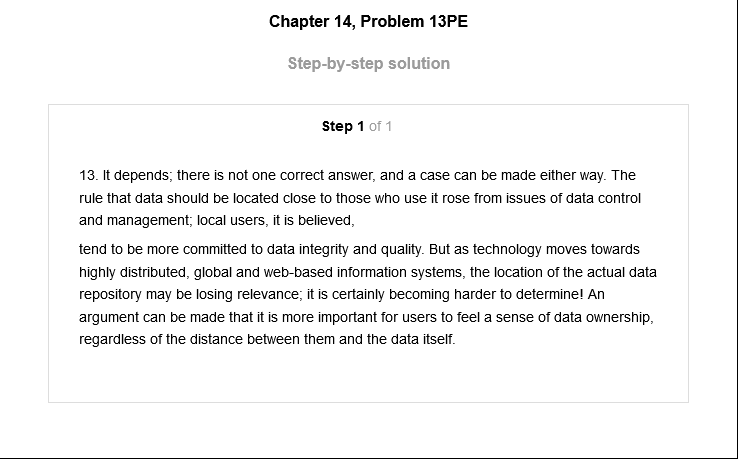 Chapter 14, Problem 13PE
Step-by-step solution
Step 1 of 1
13. It depends; there is not one correct answer, and a case can be made either way. The
rule that data should be located close to those who use it rose from issues of data control
and management; local users, it is believed,
tend to be more committed to data integrity and quality. But as technology moves towards
highly distributed, global and web-based information systems, the location of the actual data
repository may be losing relevance; it is certainly becoming harder to determine! An
argument can be made that it is more important for users to feel a sense of data ownership,
regardless of the distance between them and the data itself.